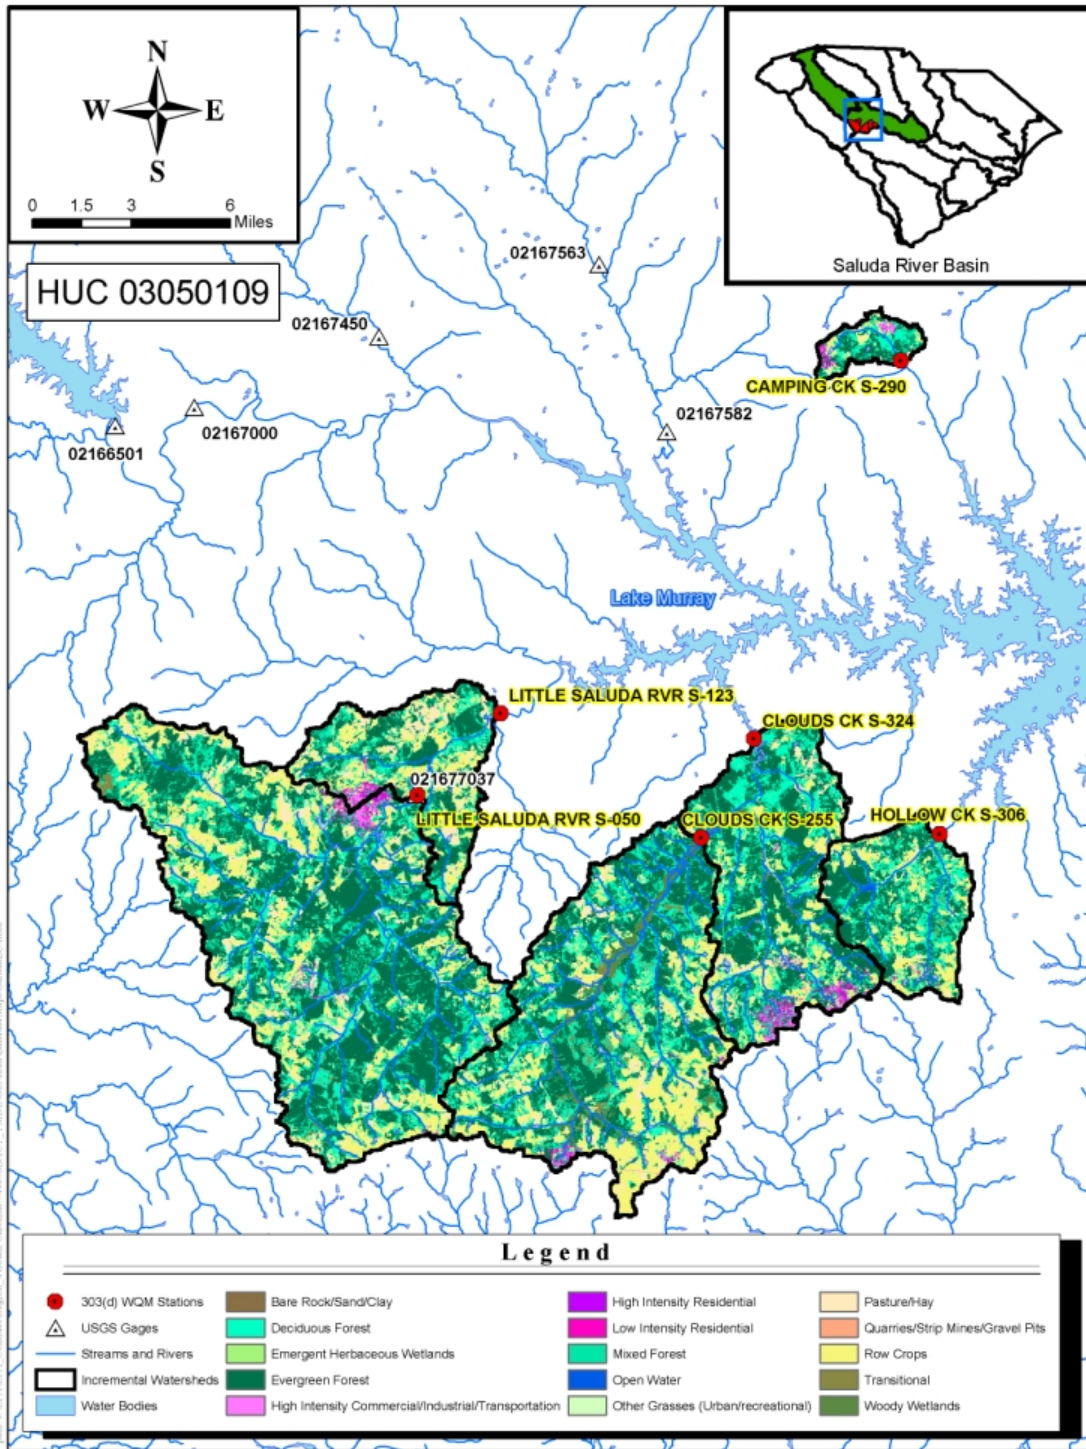 N
W E
S
0 1.5 3 6
Miles
Saluda River Basin
HUC 03050109
02167563
02167450
CAMPING CK S-290
02167582
02167000
02166501
Lake Murray
LITTLE SALUDA RVR S-123
CLOUDS CK S-324
021677037
LITTLE SALUDA RVR S-050
CLOUDS CK S-255
HOLLOW CK S-306
Legend
303(d) WQM Stations
USGS Gages
Streams and Rivers
Incremental Watersheds
Water Bodies
Bare Rock/Sand/Clay
Deciduous Forest
Emergent Herbaceous Wetlands
Evergreen Forest
High Intensity Commercial/Industrial/Transportation
High Intensity Residential
Low Intensity Residential
Mixed Forest
Open Water
Other Grasses (Urban/recreational)
Pasture/Hay
Quarries/Strip Mines/Gravel Pits
Row Crops
Transitional
Woody Wetlands